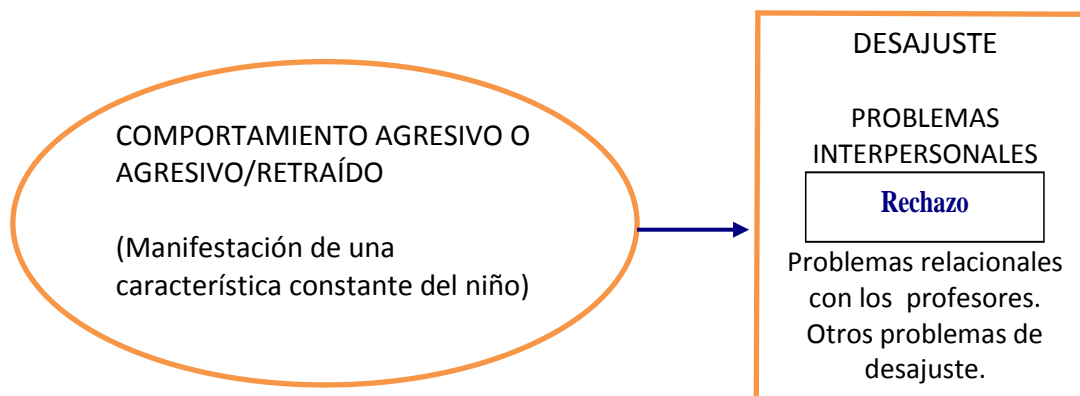 COMPORTAMIENTO AGRESIVO O
AGRESIVO/RETRAÍDO
(Manifestación de una
característica constante del niño)
DESAJUSTE
PROBLEMAS
INTERPERSONALES
Rechazo
Problemas relacionales
con los profesores.
Otros problemas de
desajuste.